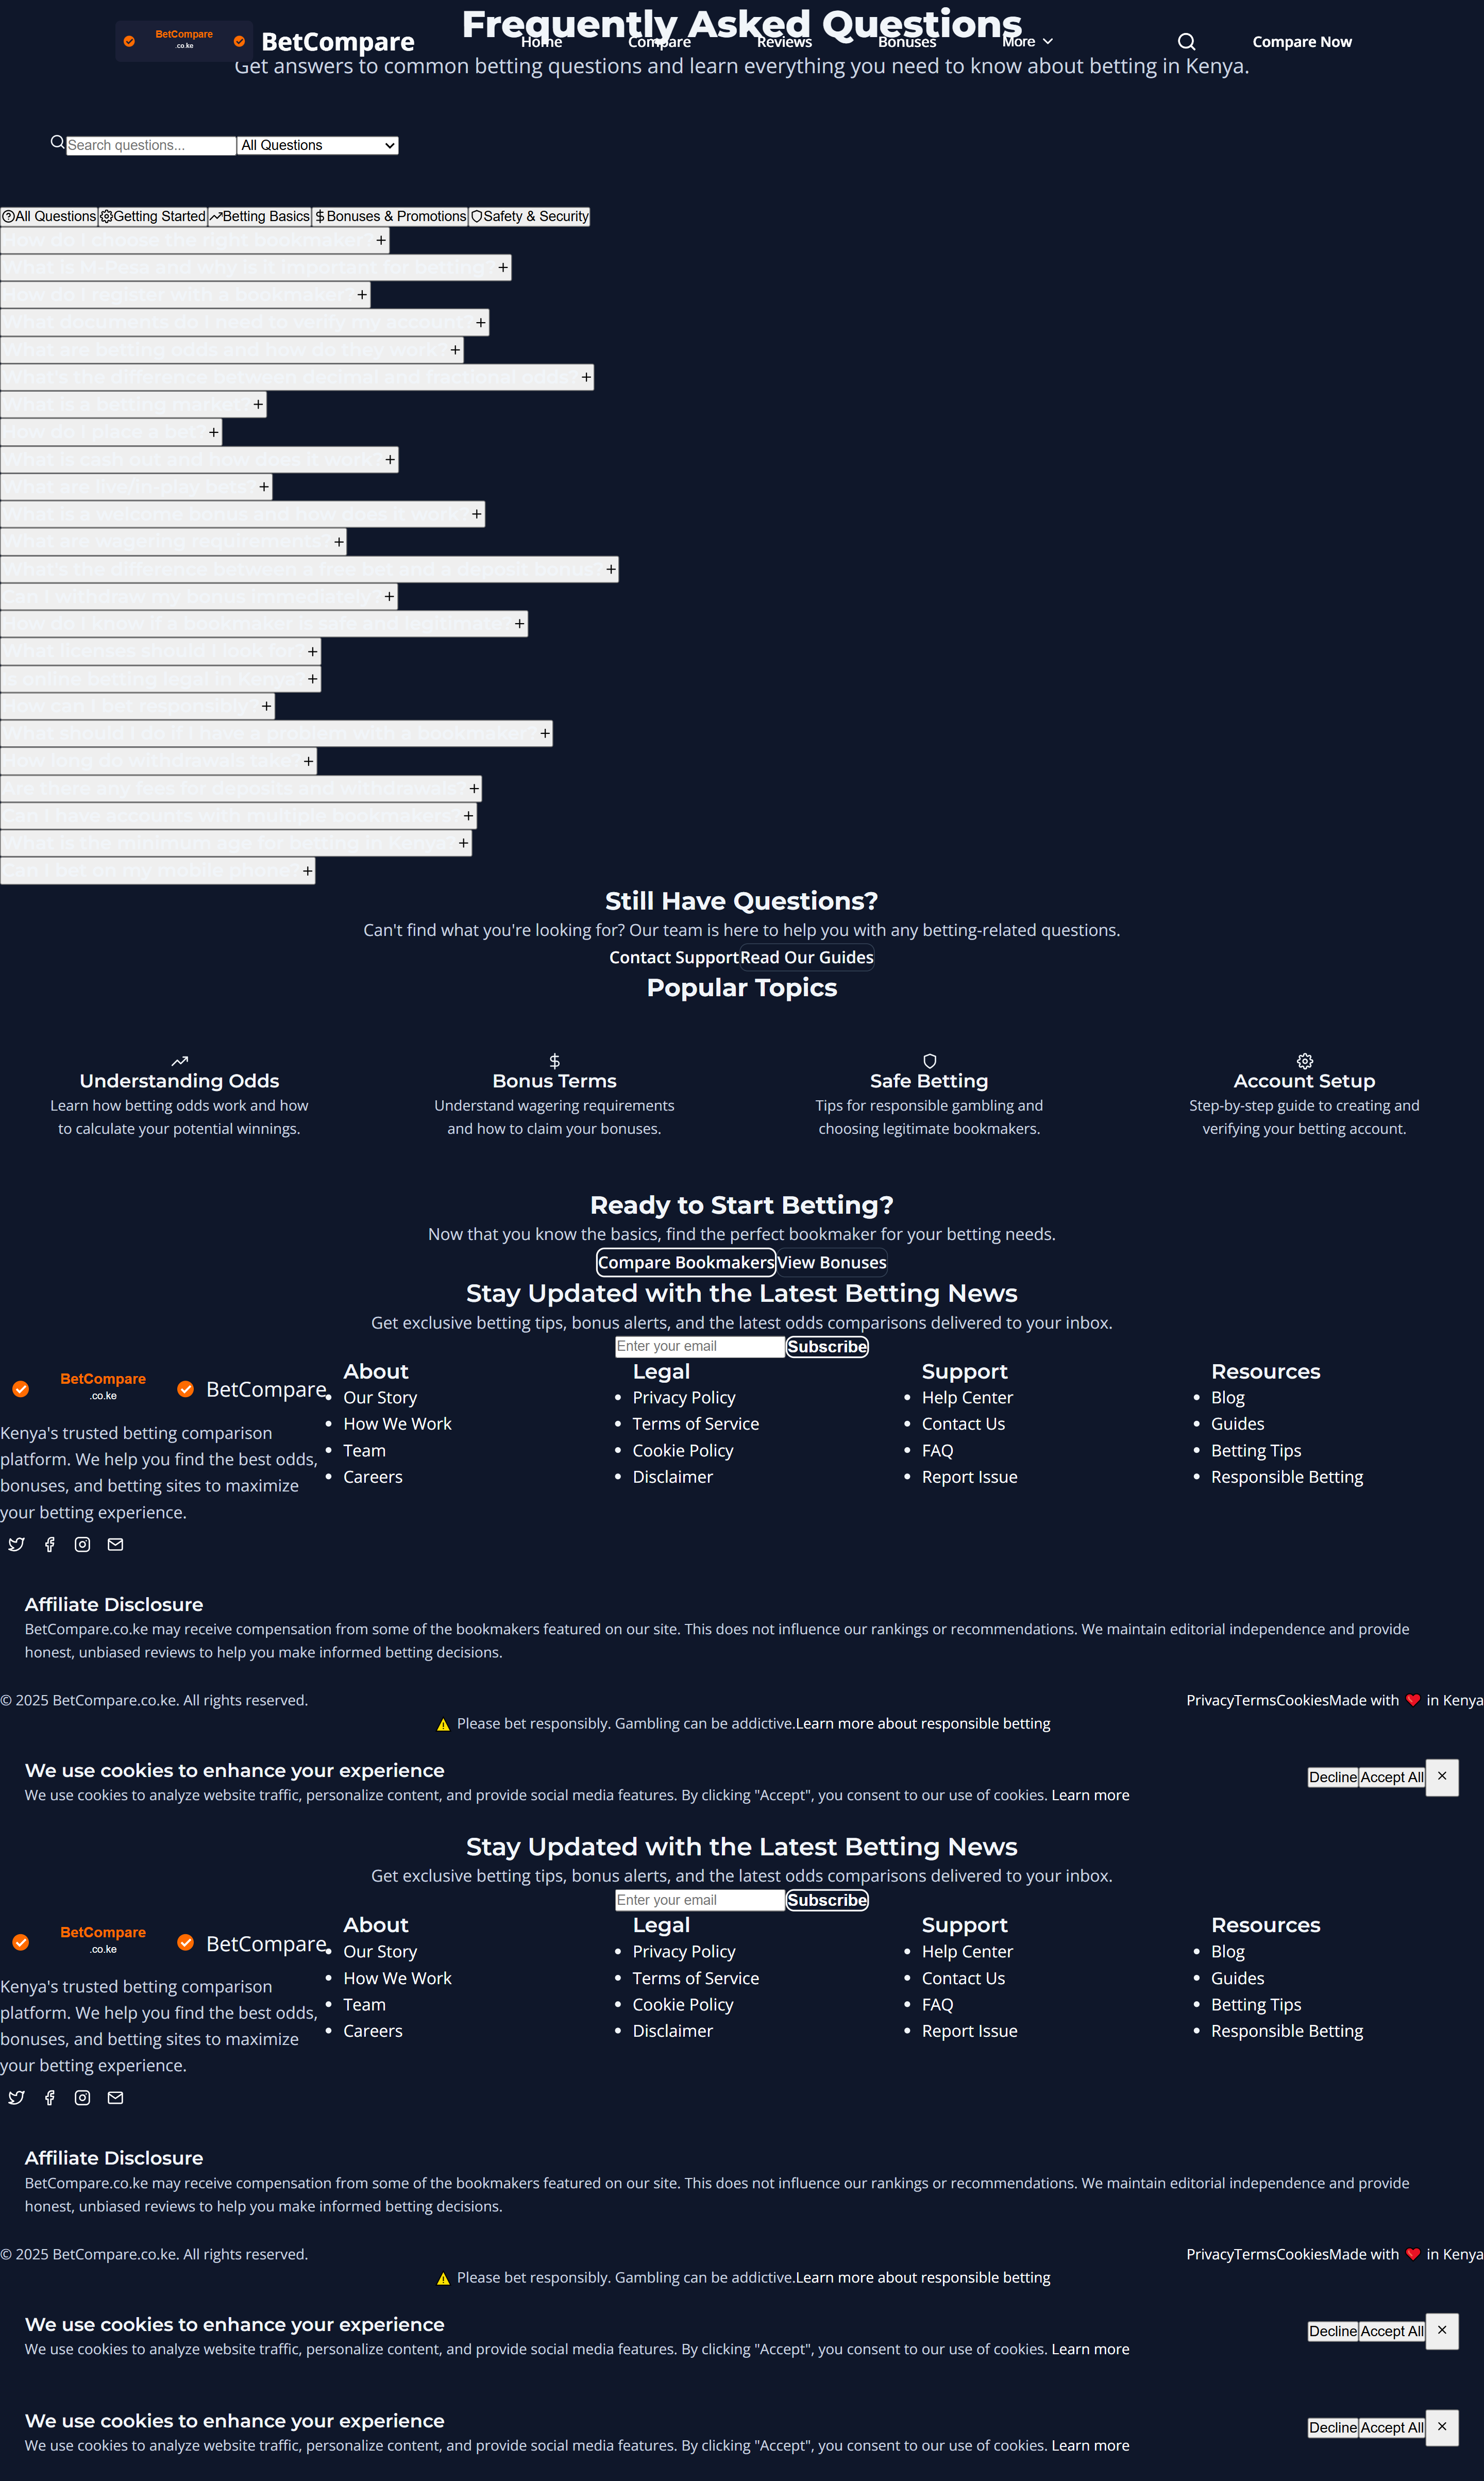 Frequently Asked Questions
BetCompare
.co.ke
BetCompare
Home
Compare
Reviews
Bonuses
More
Compare Now
Get answers to common betting questions and learn everything you need to know about betting in Kenya.
Search questions...
All Questions
All Questions
Getting Started
Betting Basics
Bonuses & Promotions
Safety & Security
How do I choose the right bookmaker?
What is M-Pesa and why is it important for betting?
How do I register with a bookmaker?
What documents do I need to verify my account?
What are betting odds and how do they work?
What's the difference between decimal and fractional odds?
What is a betting market?
How do I place a bet?
What is cash out and how does it work?
What are live/in-play bets?
What is a welcome bonus and how does it work?
What are wagering requirements?
What's the difference between a free bet and a deposit bonus?
Can I withdraw my bonus immediately?
How do I know if a bookmaker is safe and legitimate?
What licenses should I look for?
Is online betting legal in Kenya?
How can I bet responsibly?
What should I do if I have a problem with a bookmaker?
How long do withdrawals take?
Are there any fees for deposits and withdrawals?
Can I have accounts with multiple bookmakers?
What is the minimum age for betting in Kenya?
Can I bet on my mobile phone?
Still Have Questions?
Can't find what you're looking for? Our team is here to help you with any betting-related questions.
Contact Support
Read Our Guides
Popular Topics
Understanding Odds
Learn how betting odds work and how
to calculate your potential winnings.
Bonus Terms
Understand wagering requirements
and how to claim your bonuses.
Safe Betting
Tips for responsible gambling and
choosing legitimate bookmakers.
Account Setup
Step-by-step guide to creating and
verifying your betting account.
Ready to Start Betting?
Now that you know the basics, find the perfect bookmaker for your betting needs.
Compare Bookmakers
View Bonuses
Stay Updated with the Latest Betting News
Get exclusive betting tips, bonus alerts, and the latest odds comparisons delivered to your inbox.
Enter your email
Subscribe
BetCompare
.co.ke
BetCompare
Kenya's trusted betting comparison
platform. We help you find the best odds,
bonuses, and betting sites to maximize
your betting experience.
About
Our Story
How We Work
Team
Careers
Legal
Privacy Policy
Terms of Service
Cookie Policy
Disclaimer
Support
Help Center
Contact Us
FAQ
Report Issue
Resources
Blog
Guides
Betting Tips
Responsible Betting
Affiliate Disclosure
BetCompare.co.ke may receive compensation from some of the bookmakers featured on our site. This does not influence our rankings or recommendations. We maintain editorial independence and provide
honest, unbiased reviews to help you make informed betting decisions.
© 2025 BetCompare.co.ke. All rights reserved.
Privacy
Terms
Cookies
Made with ❤️ in Kenya
⚠️ Please bet responsibly. Gambling can be addictive.
Learn more about responsible betting
We use cookies to enhance your experience
We use cookies to analyze website traffic, personalize content, and provide social media features. By clicking "Accept", you consent to our use of cookies. Learn more
Decline
Accept All
Stay Updated with the Latest Betting News
Get exclusive betting tips, bonus alerts, and the latest odds comparisons delivered to your inbox.
Enter your email
Subscribe
BetCompare
.co.ke
BetCompare
Kenya's trusted betting comparison
platform. We help you find the best odds,
bonuses, and betting sites to maximize
your betting experience.
About
Our Story
How We Work
Team
Careers
Legal
Privacy Policy
Terms of Service
Cookie Policy
Disclaimer
Support
Help Center
Contact Us
FAQ
Report Issue
Resources
Blog
Guides
Betting Tips
Responsible Betting
Affiliate Disclosure
BetCompare.co.ke may receive compensation from some of the bookmakers featured on our site. This does not influence our rankings or recommendations. We maintain editorial independence and provide
honest, unbiased reviews to help you make informed betting decisions.
© 2025 BetCompare.co.ke. All rights reserved.
Privacy
Terms
Cookies
Made with ❤️ in Kenya
⚠️ Please bet responsibly. Gambling can be addictive.
Learn more about responsible betting
We use cookies to enhance your experience
We use cookies to analyze website traffic, personalize content, and provide social media features. By clicking "Accept", you consent to our use of cookies. Learn more
Decline
Accept All
We use cookies to enhance your experience
We use cookies to analyze website traffic, personalize content, and provide social media features. By clicking "Accept", you consent to our use of cookies. Learn more
Decline
Accept All